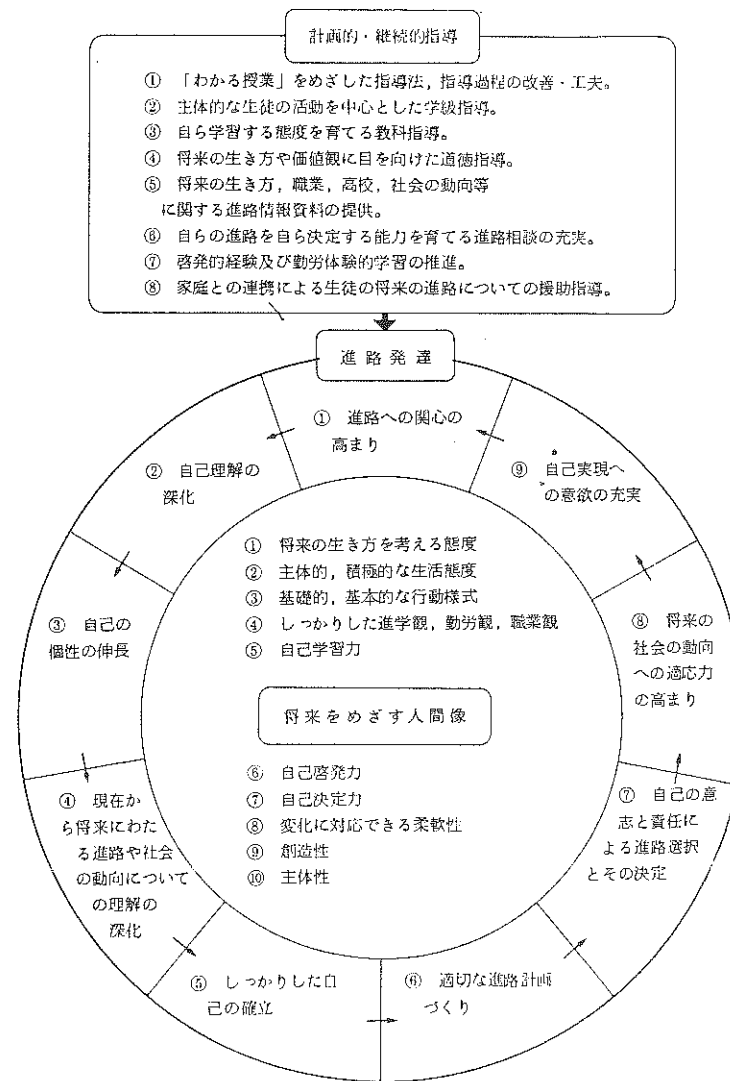 計画的・継続的指導
① 「わかる授業」をめざした指導法，指導過程の改善・工夫。
② 主体的な生徒の活動を中心とした学級指導。
③ 自ら学習する態度を育てる教科指導。
④ 将来の生き方や価値観に目を向けた道徳指導。
⑤ 将来の生き方，職業，高校，社会の動向等
に関する進路情報資料の提供。
⑥ 自らの進路を自ら決定する能力を育てる進路相談の充実。
⑦ 啓発的経験及び勤労体験的学習の推進。
⑧ 家庭との連携による生徒の将来の進路についての援助指導。
進路発達
① 進路への関心の
高まり
② 自己理解の
深化
③ 自己の
個性の伸長
④ 現在か
ら将来にわた
る進路や社会
の動向について
の理解の
深化
⑤ しっかりした自
己の確立
⑥ 適切な進路計画
づくり
⑦ 自己の意
志と責任に
よる進路選択
とその決定
⑧ 将来の
社会の動向
への適応力
の高まり
⑨ 自己実現へ
の意欲の充実
① 将来の生き方を考える態度
② 主体的，積極的な生活態度
③ 基礎的，基本的な行動様式
④ しっかりした進学観，勤労観，職業観
⑤ 自己学習力
将来をめざす人間像
⑥ 自己啓発力
⑦ 自己決定力
⑧ 変化に対応できる柔軟性
⑨ 創造性
⑩ 主体性